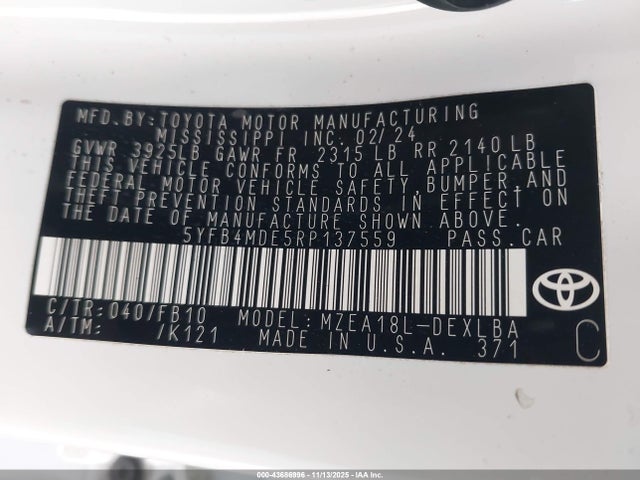 MFD. BY: TOYOTA MOTOR MANUFACTURING
MISSISSIPPI, INC. 02/24
GVWR 3925LB GAWR FR 2315 LB RR 2140 LB
THIS VEHICLE CONFORMS TO ALL APPLICABLE
FEDERAL MOTOR VEHICLE SAFETY, BUMPER, AND
THEFT PREVENTION STANDARDS IN EFFECT ON
THE DATE OF MANUFACTURE SHOWN ABOVE.
5YFB4MDE5RP137559 PASS. CAR
C/TR: 040/FB10 MODEL: MZEA18L-DEXLBA
A/TM: /K121 MADE IN U.S.A. 371
C
000-43686996 - 11/13/2025 - IAA Inc.